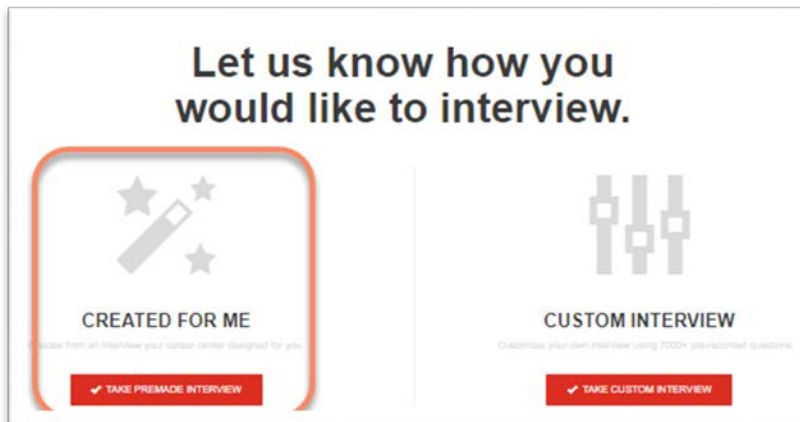 Let us know how you
would like to interview.
CREATED FOR ME
Choose from an interview your career center designed for you.
✔ TAKE PREMADE INTERVIEW
CUSTOM INTERVIEW
Customize your own interview using 7000+ pre-recorded questions.
✔ TAKE CUSTOM INTERVIEW